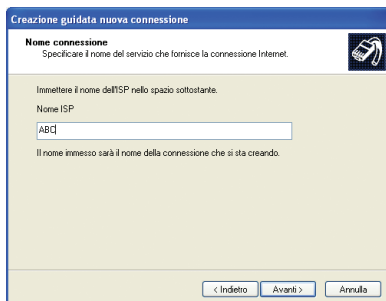 Creazione guidata nuova connessione
Nome connessione
Specificare il nome del servizio che fornisce la connessione Internet.
Immettere il nome dell'ISP nello spazio sottostante.
Nome ISP
ABC
Il nome immesso sarà il nome della connessione che si sta creando.
< Indietro
Avanti >
Annulla